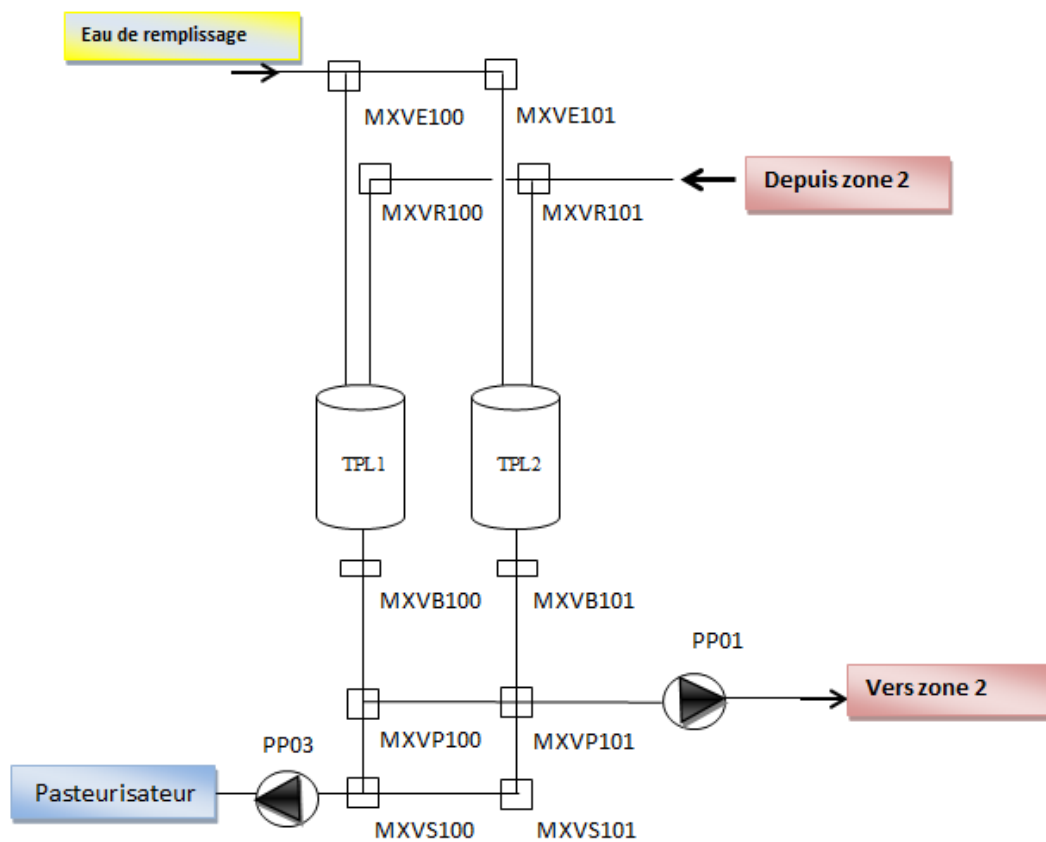 Eau de remplissage
MXVE100
MXVE101
Depuis zone 2
MXVR100
MXVR101
TPL1
TPL2
MXVB100
MXVB101
PP01
Vers zone 2
MXVP100
MXVP101
PP03
Pasteurisateur
MXVS100
MXVS101